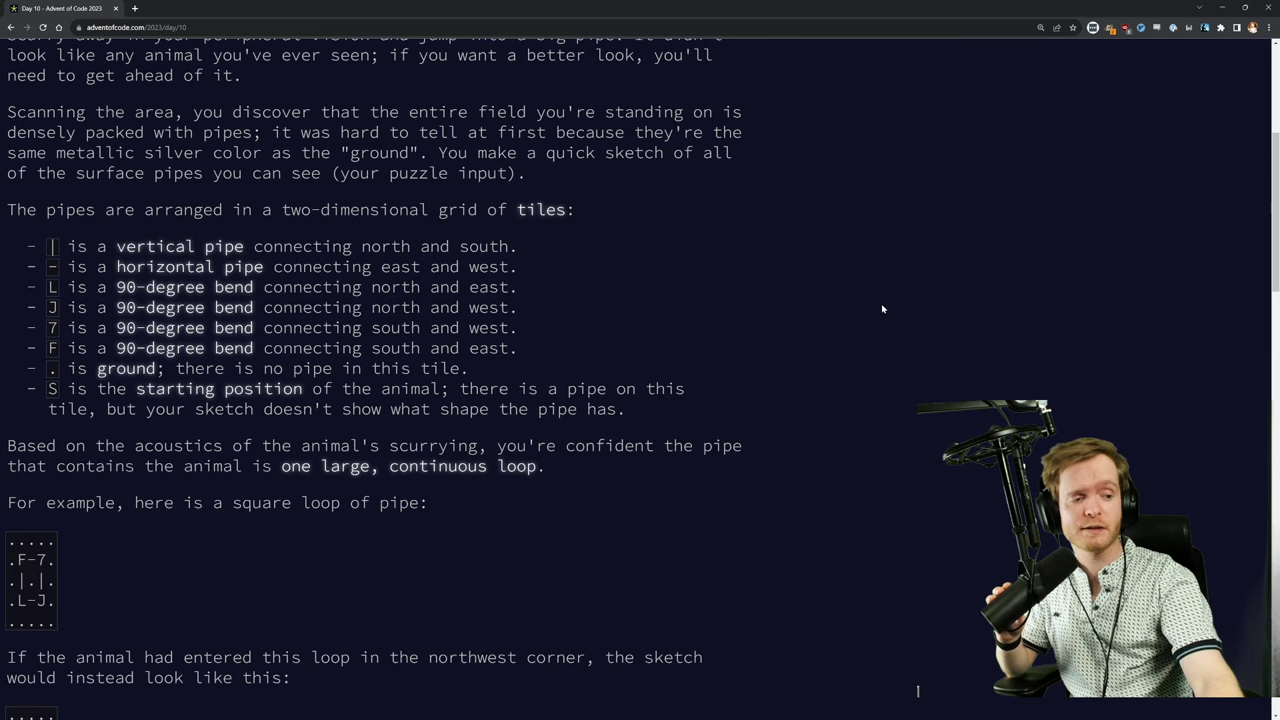 Day 10 - Advent of Code 2023
adventofcode.com/2023/day/10
look like any animal you've ever seen; if you want a better look, you'll
need to get ahead of it.
Scanning the area, you discover that the entire field you're standing on is
densely packed with pipes; it was hard to tell at first because they're the
same metallic silver color as the "ground". You make a quick sketch of all
of the surface pipes you can see (your puzzle input).
The pipes are arranged in a two-dimensional grid of tiles:
- | is a vertical pipe connecting north and south.
- - is a horizontal pipe connecting east and west.
- L is a 90-degree bend connecting north and east.
- J is a 90-degree bend connecting north and west.
- 7 is a 90-degree bend connecting south and west.
- F is a 90-degree bend connecting south and east.
- . is ground; there is no pipe in this tile.
- S is the starting position of the animal; there is a pipe on this
tile, but your sketch doesn't show what shape the pipe has.
Based on the acoustics of the animal's scurrying, you're confident the pipe
that contains the animal is one large, continuous loop.
For example, here is a square loop of pipe:
.....
.F-7.
.|.|.
.L-J.
.....
If the animal had entered this loop in the northwest corner, the sketch
would instead look like this:
.....